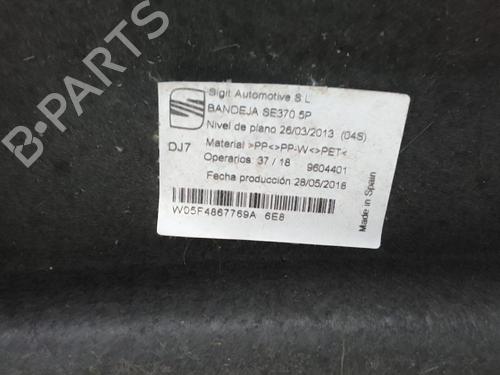 Sigit Automotive S L
BANDEJA SE370 5P
Nivel de plano 26/03/2013 (04S)
DJ7
Material >PP<>PP-W<>PET<
Operarios: 37 / 18 9604401
Fecha producción 28/05/2018
W05F4867769A 6E8
Made in Spain
B-PARTS